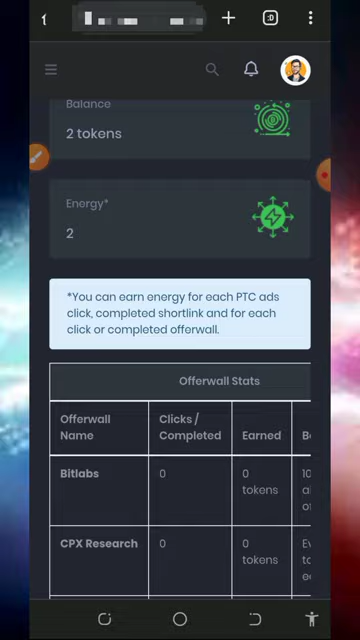 :D
Balance
2 tokens
Energy*
2
*You can earn energy for each PTC ads
click, completed shortlink and for each
click or completed offerwall.
Offerwall Stats
Offerwall
Name
Clicks /
Completed
Earned
Bitlabs
0
0
tokens
10
CPX Research
0
0
tokens